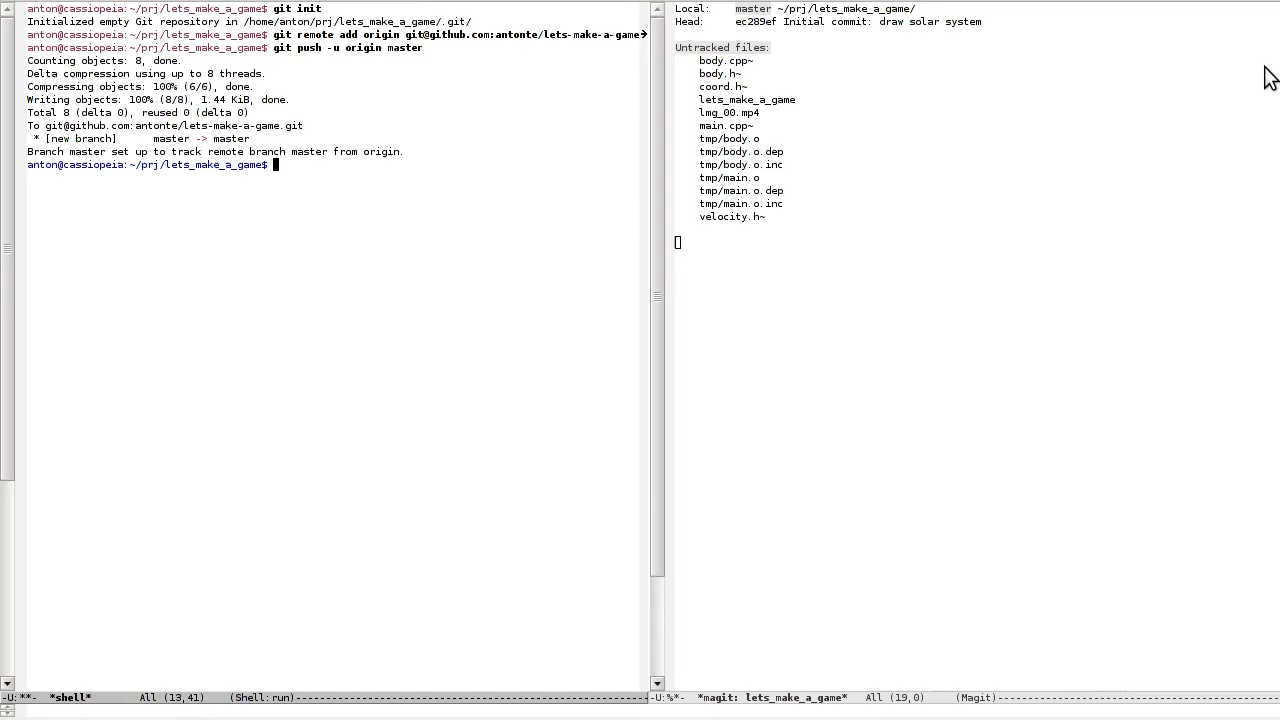 anton@cassiopeia:~/prj/lets_make_a_game$ git init
Initialized empty Git repository in /home/anton/prj/lets_make_a_game/.git/
anton@cassiopeia:~/prj/lets_make_a_game$ git remote add origin git@github.com:antonte/lets-make-a-game
anton@cassiopeia:~/prj/lets_make_a_game$ git push -u origin master
Counting objects: 8, done.
Delta compression using up to 8 threads.
Compressing objects: 100% (6/6), done.
Writing objects: 100% (8/8), 1.44 KiB, done.
Total 8 (delta 0), reused 0 (delta 0)
To git@github.com:antonte/lets-make-a-game.git
 * [new branch]      master -> master
Branch master set up to track remote branch master from origin.
anton@cassiopeia:~/prj/lets_make_a_game$
-U:**-  *shell*        All (13,41)    (Shell:run)
Local:    master ~/prj/lets_make_a_game/
Head:     ec289ef Initial commit: draw solar system
Untracked files:
body.cpp~
body.h~
coord.h~
lets_make_a_game
lmg_00.mp4
main.cpp~
tmp/body.o
tmp/body.o.dep
tmp/body.o.inc
tmp/main.o
tmp/main.o.dep
tmp/main.o.inc
velocity.h~
-U:%*-  *magit: lets_make_a_game*   All (19,0)     (Magit)